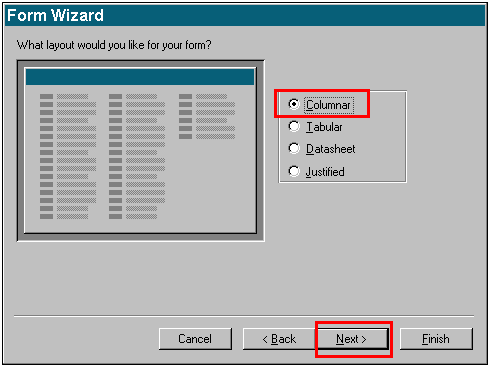 Form Wizard
What layout would you like for your form?
Columnar
Tabular
Datasheet
Justified
Cancel
< Back
Next >
Finish